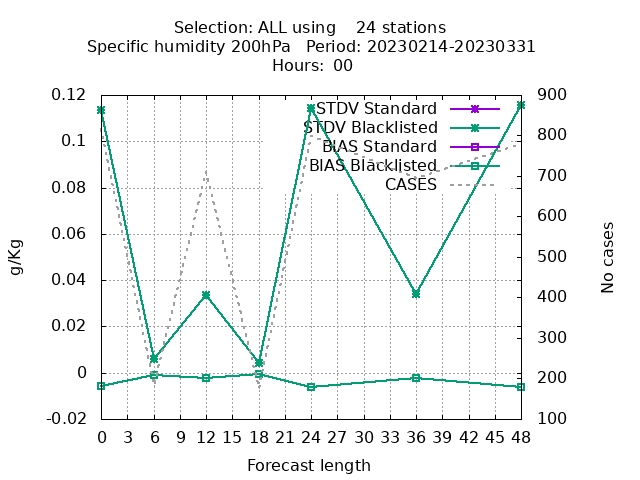 Selection: ALL using    24 stations
Specific humidity 200hPa   Period: 20230214-20230331
Hours:  00
0.12
0.1
0.08
0.06
0.04
0.02
0
-0.02
g/Kg
STDV Standard
STDV Blacklisted
BIAS Standard
BIAS Blacklisted
CASES
900
800
700
600
500
400
300
200
100
No cases
0 3 6 9 12 15 18 21 24 27 30 33 36 39 42 45 48
Forecast length